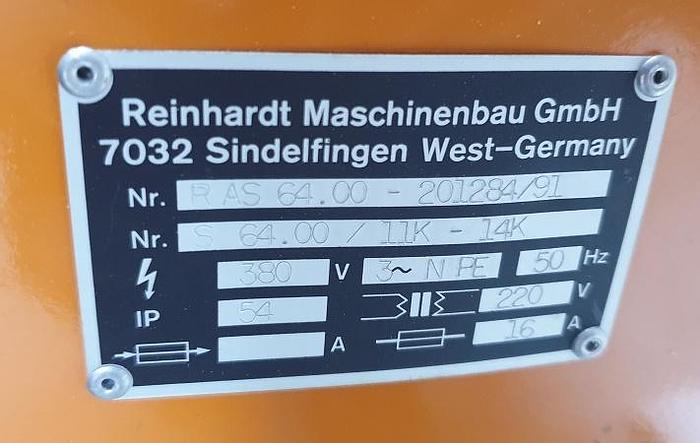 Reinhardt Maschinenbau GmbH
7032 Sindelfingen West-Germany
Nr. RAS 64.00 - 201284/91
Nr. S 64.00 / 11K - 14K
380 V 3~ N PE 50 Hz
IP 54 220 V
A 16 A